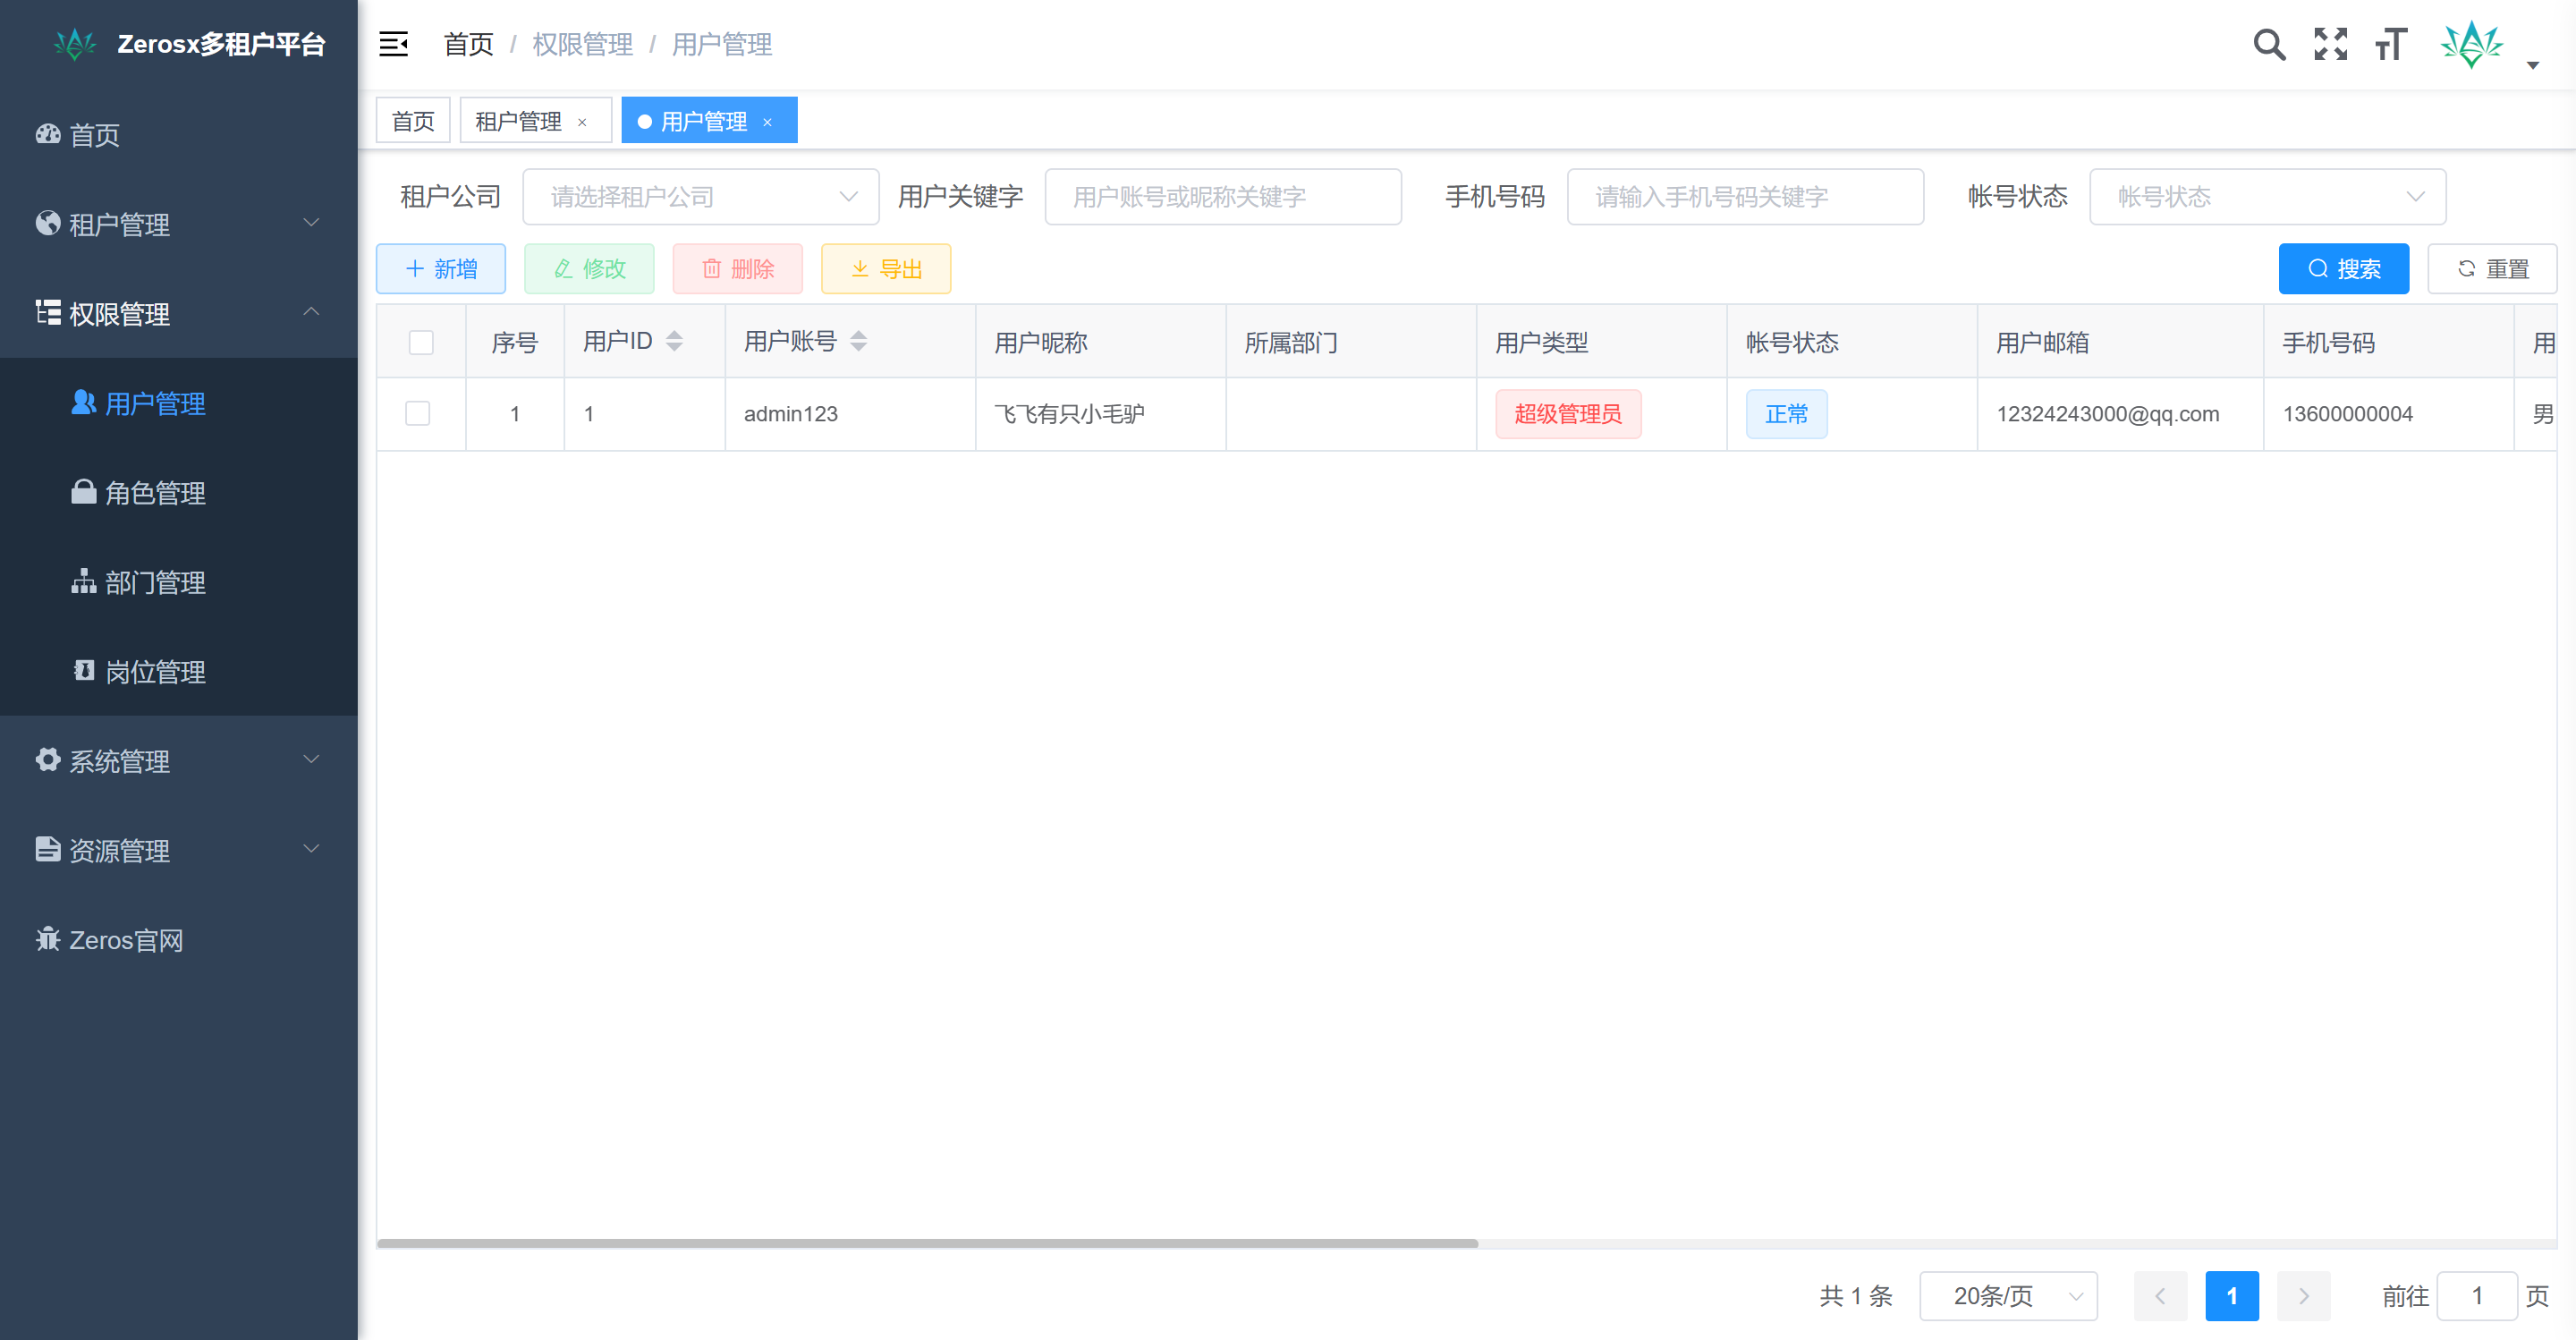 Zerosx多租户平台
首页
租户管理
权限管理
用户管理
角色管理
部门管理
岗位管理
系统管理
资源管理
Zeros官网
首页 / 权限管理 / 用户管理
首页 租户管理 × 用户管理 ×
租户公司 请选择租户公司 用户关键字 用户账号或昵称关键字 手机号码 请输入手机号码关键字 帐号状态 帐号状态
新增 修改 删除 导出 搜索 重置
序号 用户ID 用户账号 用户昵称 所属部门 用户类型 帐号状态 用户邮箱 手机号码 用
1 1 admin123 飞飞有只小毛驴 超级管理员 正常 12324243000@qq.com 13600000004 男
共 1 条 20条/页 1 前往 1 页